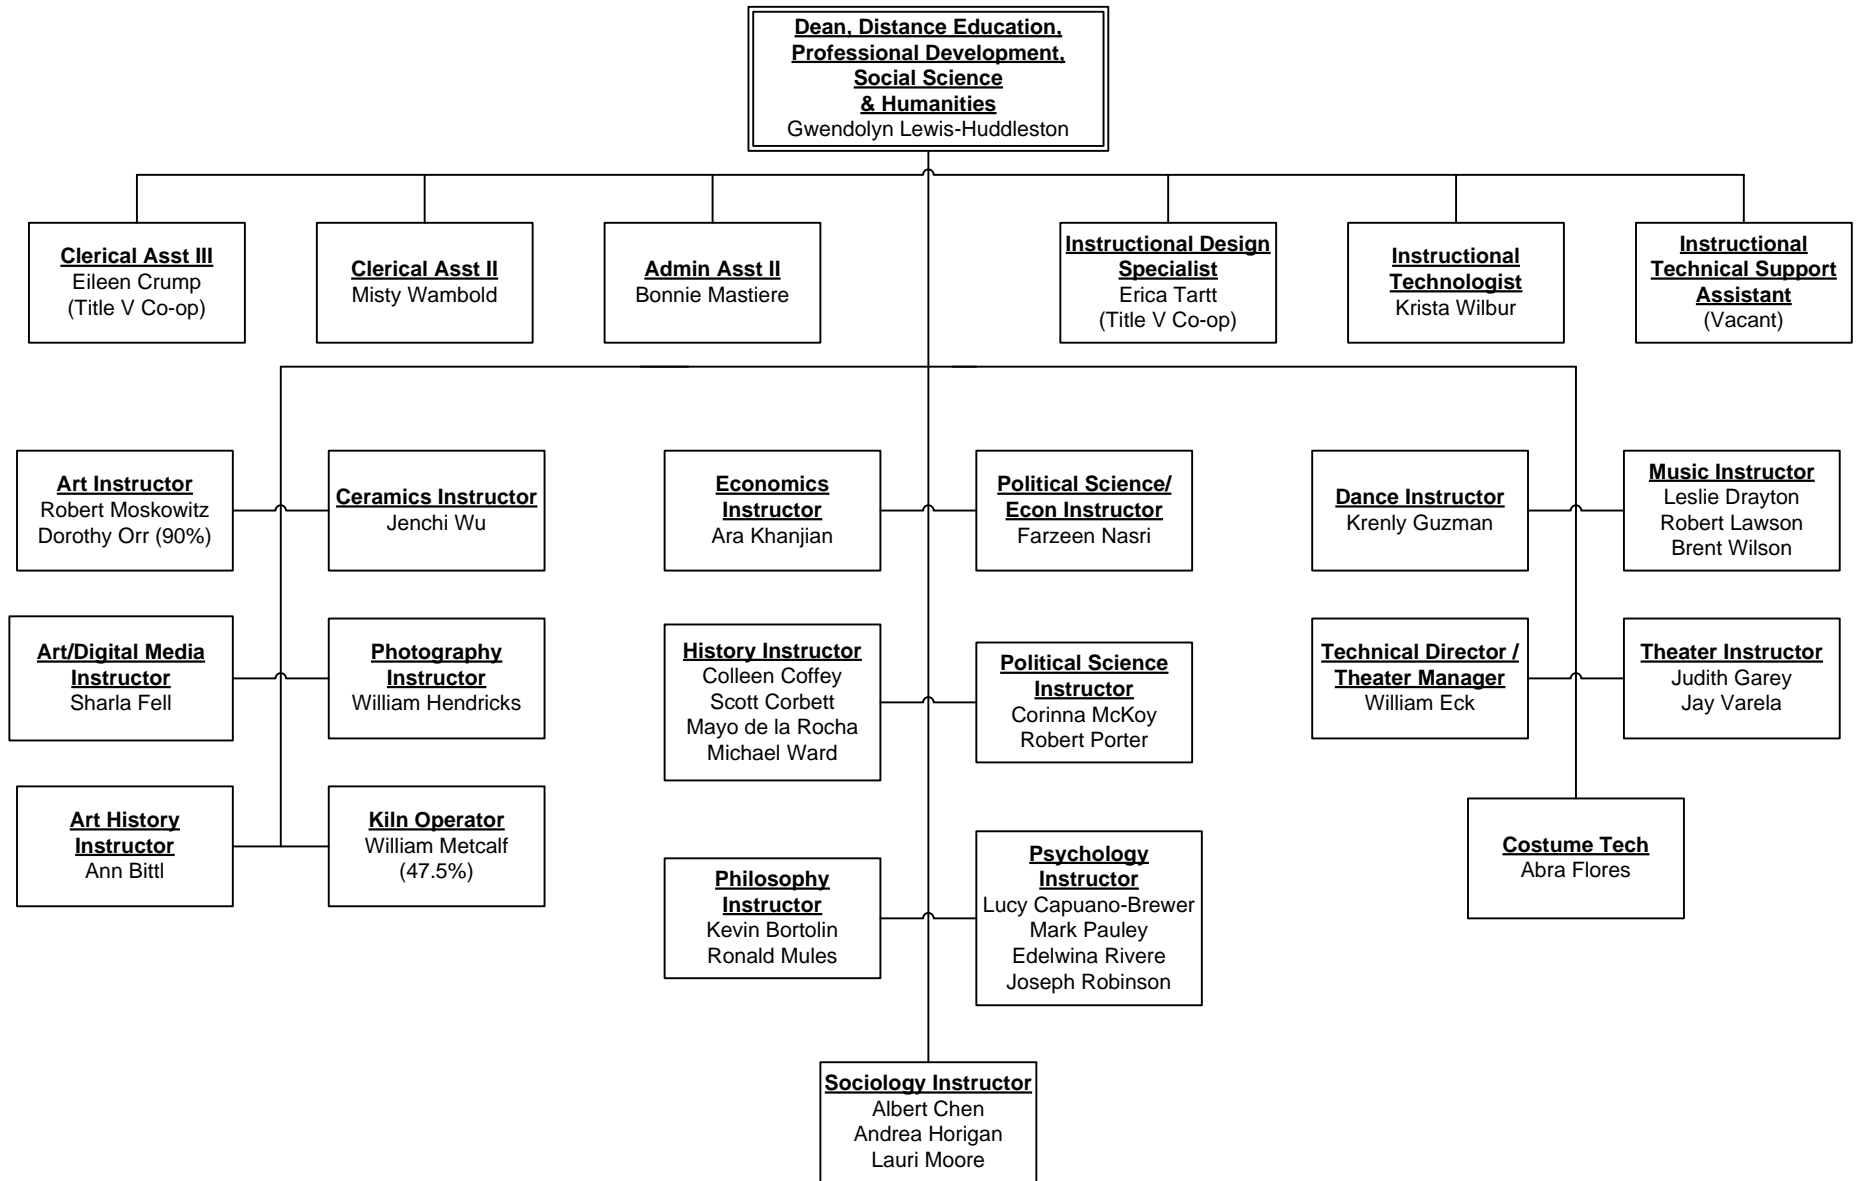 Dean, Distance Education,
Professional Development,
Social Science
& Humanities
Gwendolyn Lewis-Huddleston
Clerical Asst III
Eileen Crump
(Title V Co-op)
Clerical Asst II
Misty Wambold
Admin Asst II
Bonnie Mastiere
Instructional Design
Specialist
Erica Tartt
(Title V Co-op)
Instructional
Technologist
Krista Wilbur
Instructional
Technical Support
Assistant
(Vacant)
Art Instructor
Robert Moskowitz
Dorothy Orr (90%)
Ceramics Instructor
Jenchi Wu
Economics
Instructor
Ara Khanjian
Political Science/
Econ Instructor
Farzeen Nasri
Dance Instructor
Krenly Guzman
Music Instructor
Leslie Drayton
Robert Lawson
Brent Wilson
Art/Digital Media
Instructor
Sharla Fell
Photography
Instructor
William Hendricks
History Instructor
Colleen Coffey
Scott Corbett
Mayo de la Rocha
Michael Ward
Political Science
Instructor
Corinna McKoy
Robert Porter
Technical Director /
Theater Manager
William Eck
Theater Instructor
Judith Garey
Jay Varela
Art History
Instructor
Ann Bittl
Kiln Operator
William Metcalf
(47.5%)
Philosophy
Instructor
Kevin Bortolin
Ronald Mules
Psychology
Instructor
Lucy Capuano-Brewer
Mark Pauley
Edelwina Rivere
Joseph Robinson
Costume Tech
Abra Flores
Sociology Instructor
Albert Chen
Andrea Horigan
Lauri Moore